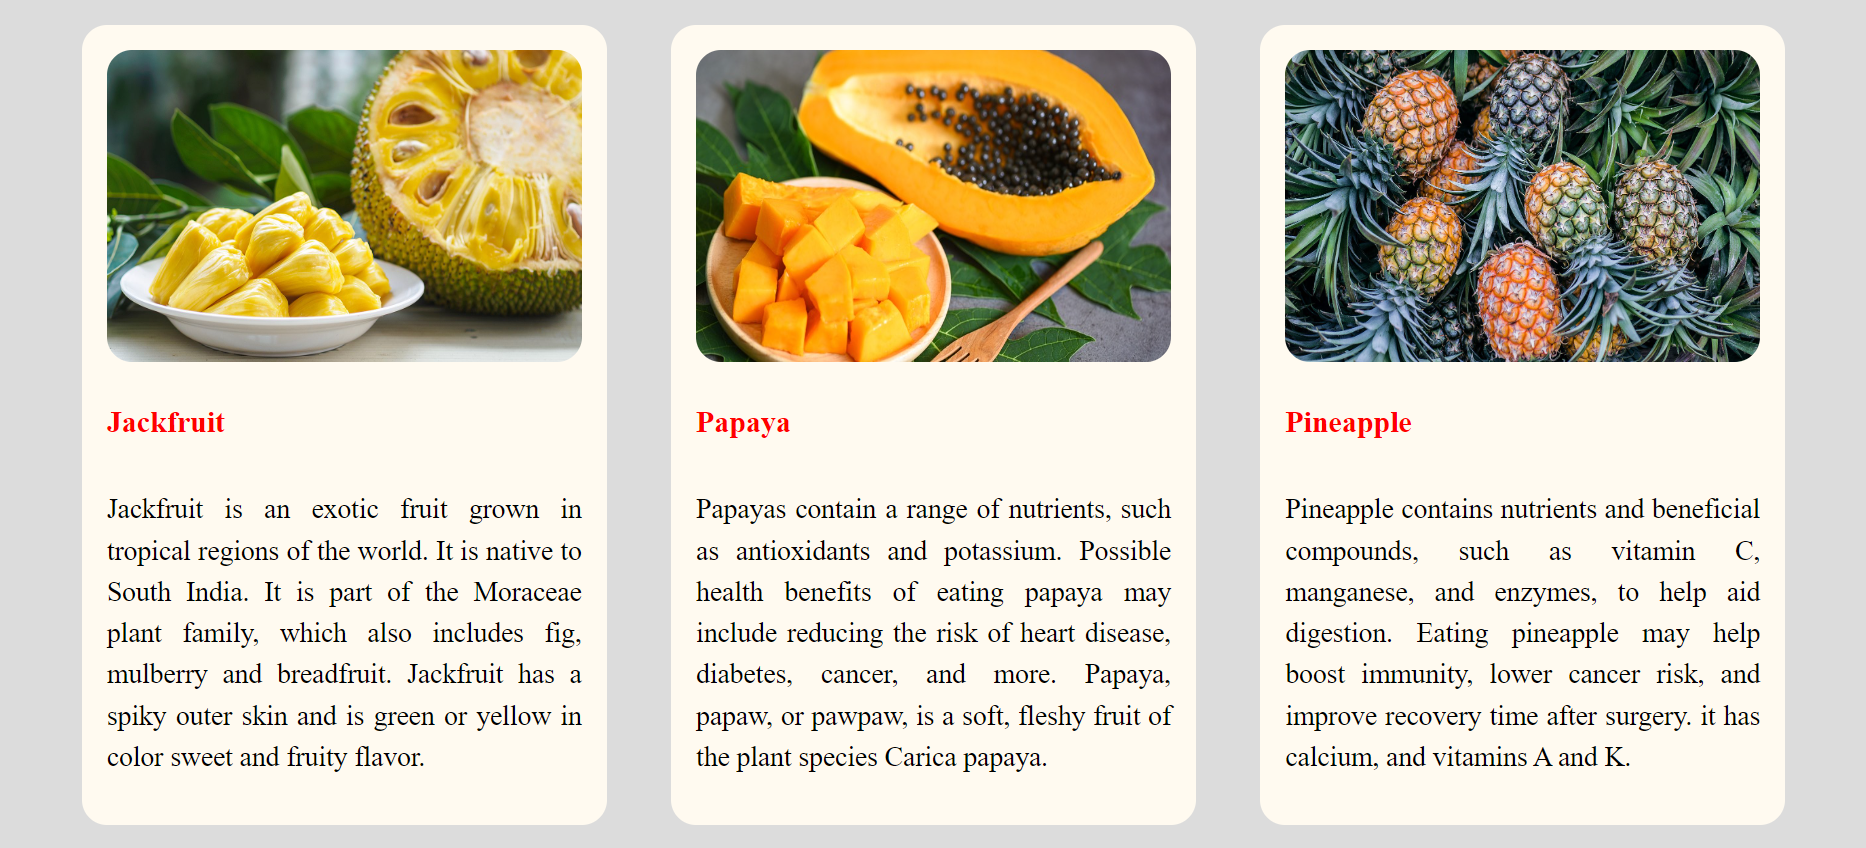 Jackfruit
Jackfruit is an exotic fruit grown in
tropical regions of the world. It is native to
South India. It is part of the Moraceae
plant family, which also includes fig,
mulberry and breadfruit. Jackfruit has a
spiky outer skin and is green or yellow in
color sweet and fruity flavor.
Papaya
Papayas contain a range of nutrients, such
as antioxidants and potassium. Possible
health benefits of eating papaya may
include reducing the risk of heart disease,
diabetes, cancer, and more. Papaya,
papaw, or pawpaw, is a soft, fleshy fruit of
the plant species Carica papaya.
Pineapple
Pineapple contains nutrients and beneficial
compounds, such as vitamin C,
manganese, and enzymes, to help aid
digestion. Eating pineapple may help
boost immunity, lower cancer risk, and
improve recovery time after surgery. it has
calcium, and vitamins A and K.